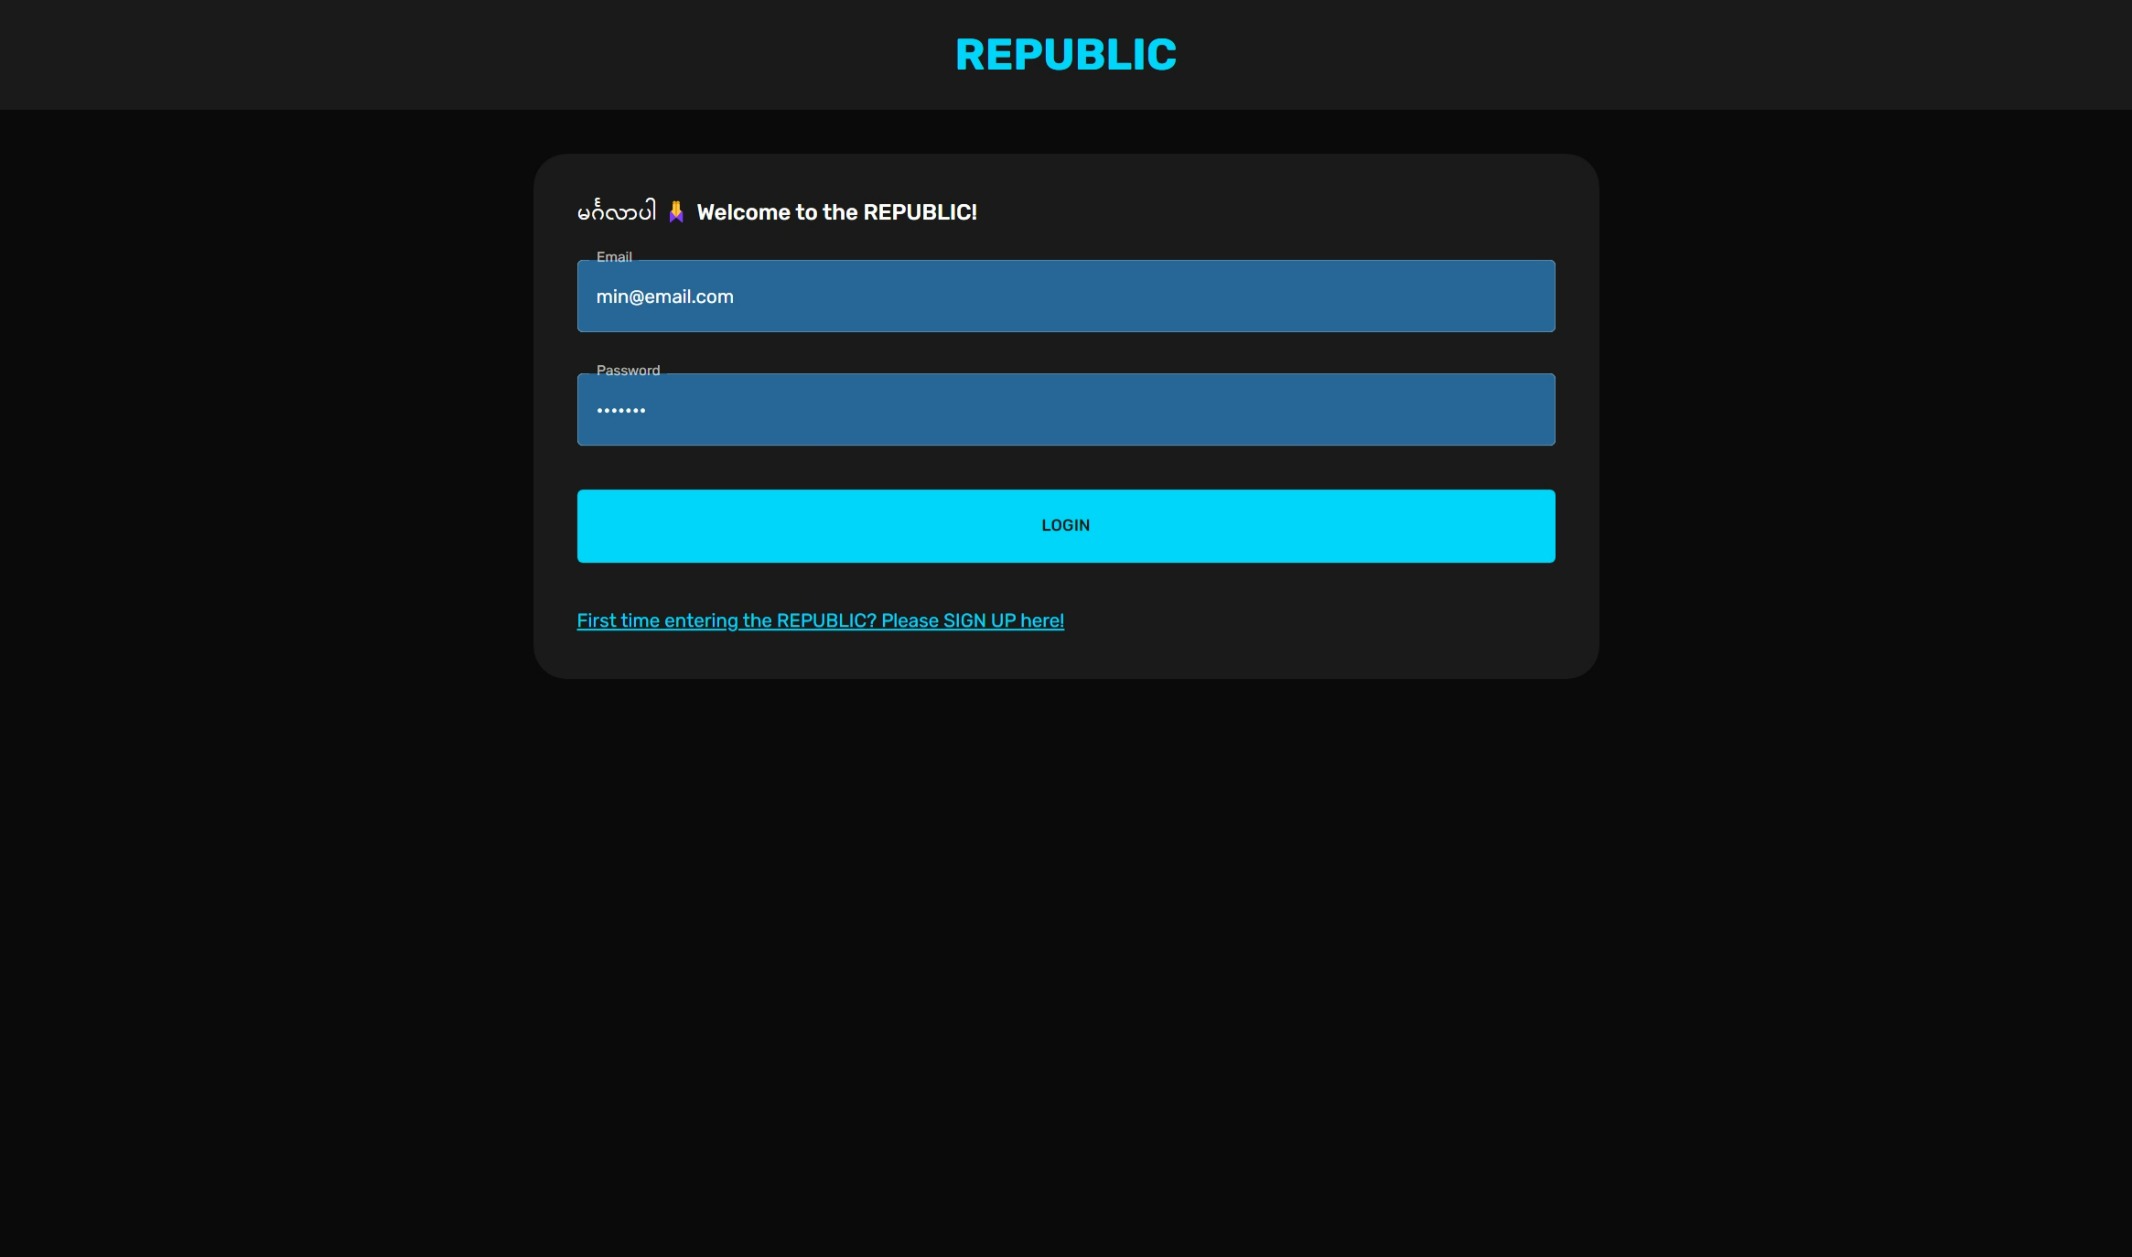 REPUBLIC
မင်္ဂလာပါ 🙏 Welcome to the REPUBLIC!
Email
min@email.com
Password
•••••••
LOGIN
First time entering the REPUBLIC? Please SIGN UP here!